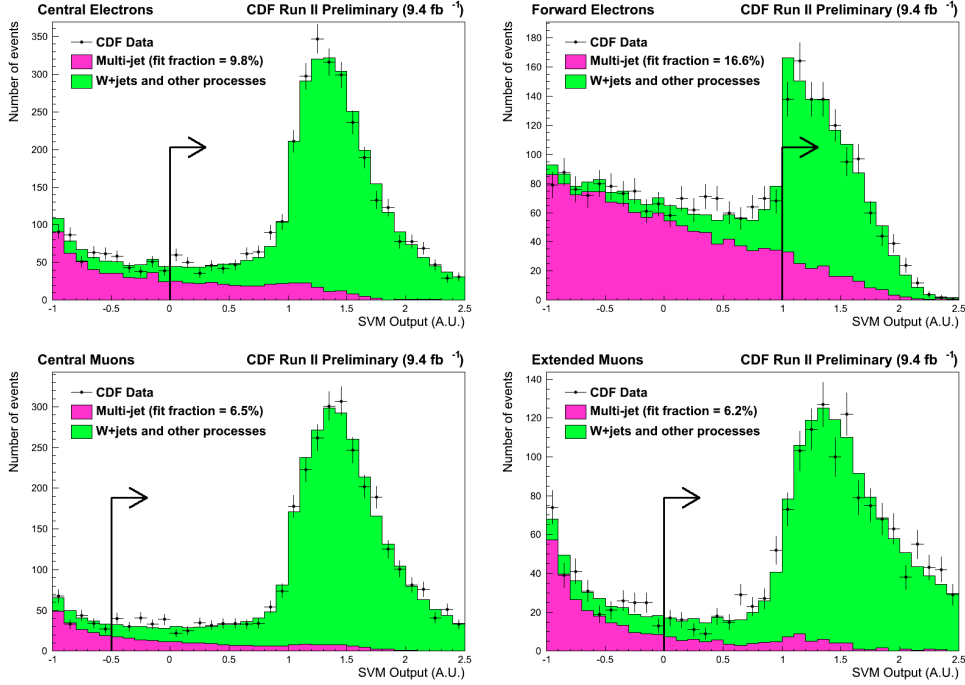 Central Electrons CDF Run II Preliminary (9.4 fb -1)
Number of events
350
300
250
200
150
100
50
0
CDF Data
Multi-jet (fit fraction = 9.8%)
W+jets and other processes
-1 -0.5 0 0.5 1 1.5 2 2.5
SVM Output (A.U.)
Forward Electrons CDF Run II Preliminary (9.4 fb -1)
Number of events
180
160
140
120
100
80
60
40
20
0
CDF Data
Multi-jet (fit fraction = 16.6%)
W+jets and other processes
-1 -0.5 0 0.5 1 1.5 2 2.5
SVM Output (A.U.)
Central Muons CDF Run II Preliminary (9.4 fb -1)
Number of events
300
250
200
150
100
50
0
CDF Data
Multi-jet (fit fraction = 6.5%)
W+jets and other processes
-1 -0.5 0 0.5 1 1.5 2 2.5
SVM Output (A.U.)
Extended Muons CDF Run II Preliminary (9.4 fb -1)
Number of events
140
120
100
80
60
40
20
0
CDF Data
Multi-jet (fit fraction = 6.2%)
W+jets and other processes
-1 -0.5 0 0.5 1 1.5 2 2.5
SVM Output (A.U.)